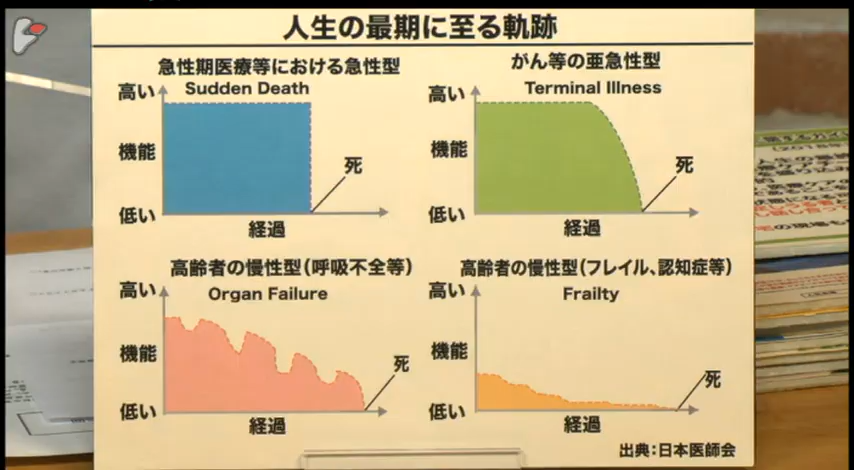 人生の最期に至る軌跡
急性期医療等における急性型
Sudden Death
高い
機能
低い
死
経過
がん等の亜急性型
Terminal Illness
高い
機能
低い
死
経過
高齢者の慢性型(呼吸不全等)
Organ Failure
高い
機能
低い
死
経過
高齢者の慢性型(フレイル、認知症等)
Frailty
高い
機能
低い
死
経過
出典:日本医師会